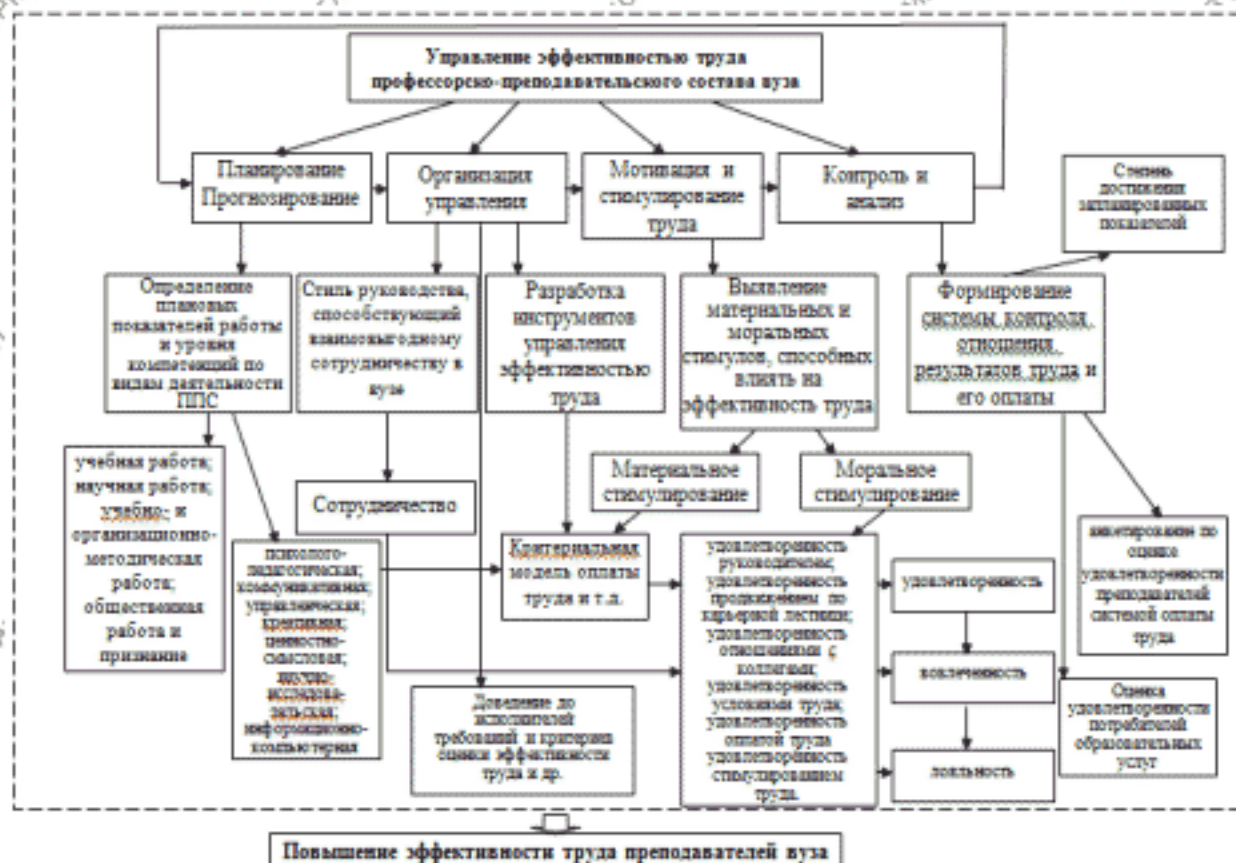 Управление эффективностью труда
профессорско-преподавательского состава вуза
Планирование
Прогнозирование
Организация
управления
Мотивация и
стимулирование
труда
Контроль и
анализ
Степень
достижения
запланированных
показателей
Определение
плановых
показателей работы
и уровня
компетенций по
видам деятельности
ППС
Стиль руководства,
способствующий
взаимовыгодному
сотрудничеству в
вузе
Разработка
инструментов
управления
эффективностью
труда
Выявление
материальных и
моральных
стимулов, способных
влиять на
эффективность труда
Формирование
системы контроля
отношения
результатов труда и
его оплаты
учебная работа;
научная работа;
учебно- и
организационно-
методическая
работа;
общественная
работа и
признание
Сотрудничество
Материальное
стимулирование
Моральное
стимулирование
психолого-
педагогическая;
коммуникативная;
управленческая;
креативная;
ценностно-
смысловая;
научно-
исследова-
тельская;
информационно-
компьютерная
Критериальная
модель оплаты
труда и т.д.
удовлетворенность
руководителем;
удовлетворенность
продвижением по
карьерной лестнице;
удовлетворенность
отношениями с
коллегами;
удовлетворенность
условиями труда;
удовлетворенность
оплатой труда
удовлетворенность
стимулированием
труда.
удовлетворенность
вовлеченность
лояльность
анкетирование по
оценке
удовлетворенности
преподавателей
системой оплаты
труда
Доведение до
исполнителей
требований и критериев
оценки эффективности
труда и др.
Оценка
удовлетворенности
потребителей
образовательных
услуг
Повышение эффективности труда преподавателей вуза